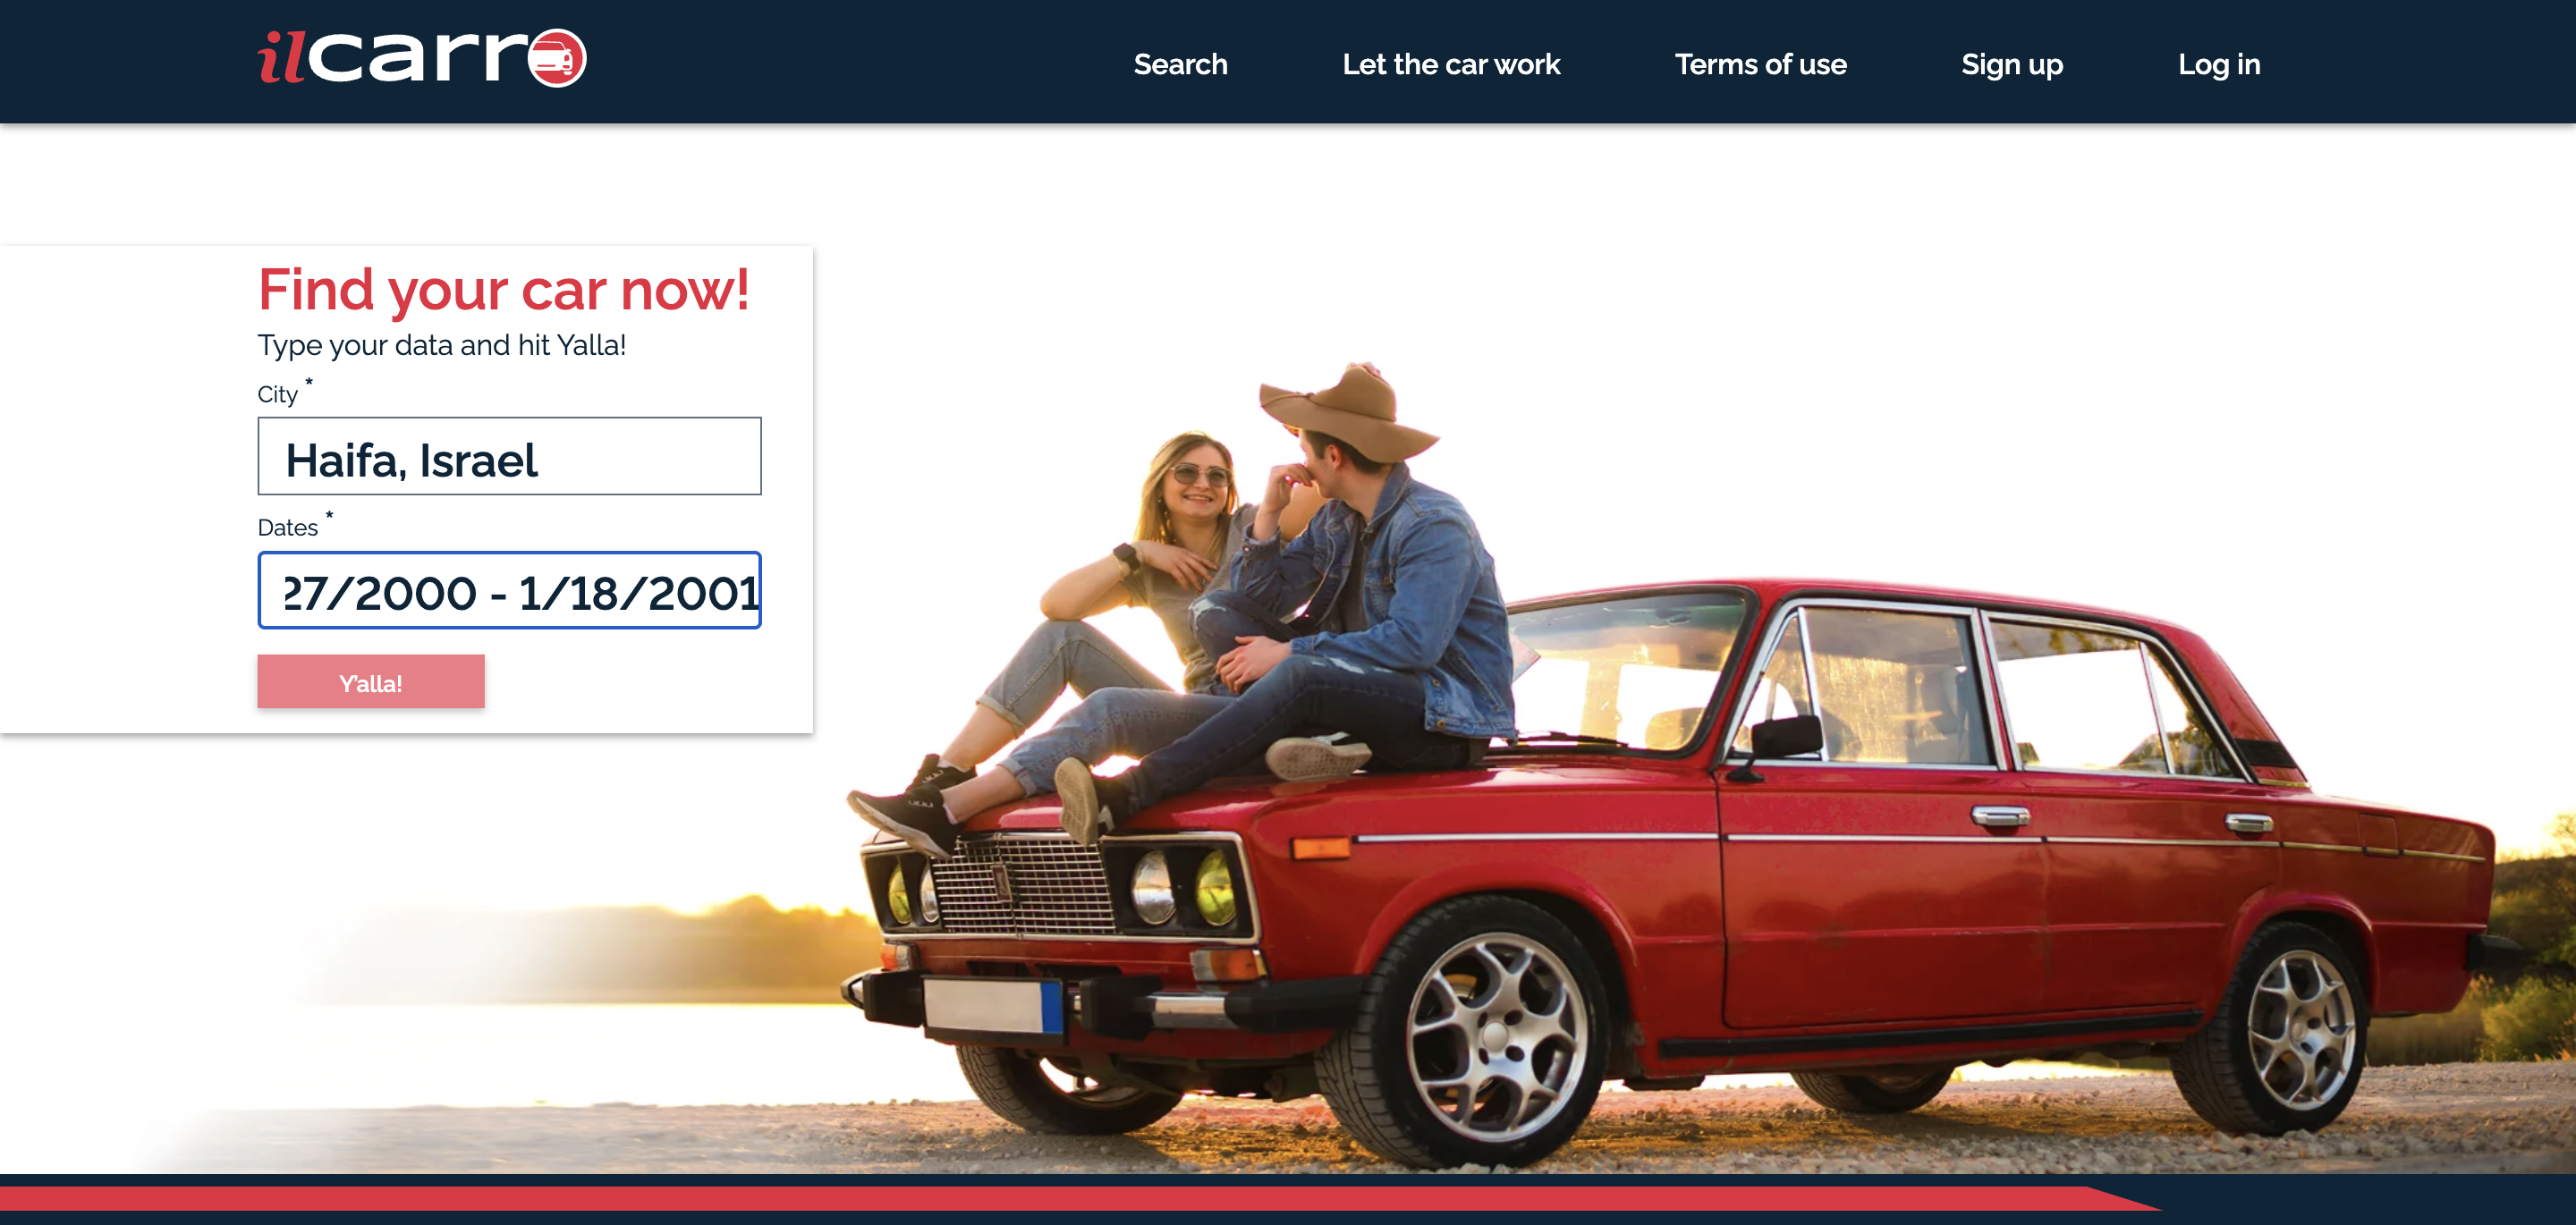 ilcarro
Search
Let the car work
Terms of use
Sign up
Log in
Find your car now!
Type your data and hit Yalla!
City *
Haifa, Israel
Dates *
27/2000 - 1/18/2001
Y'alla!